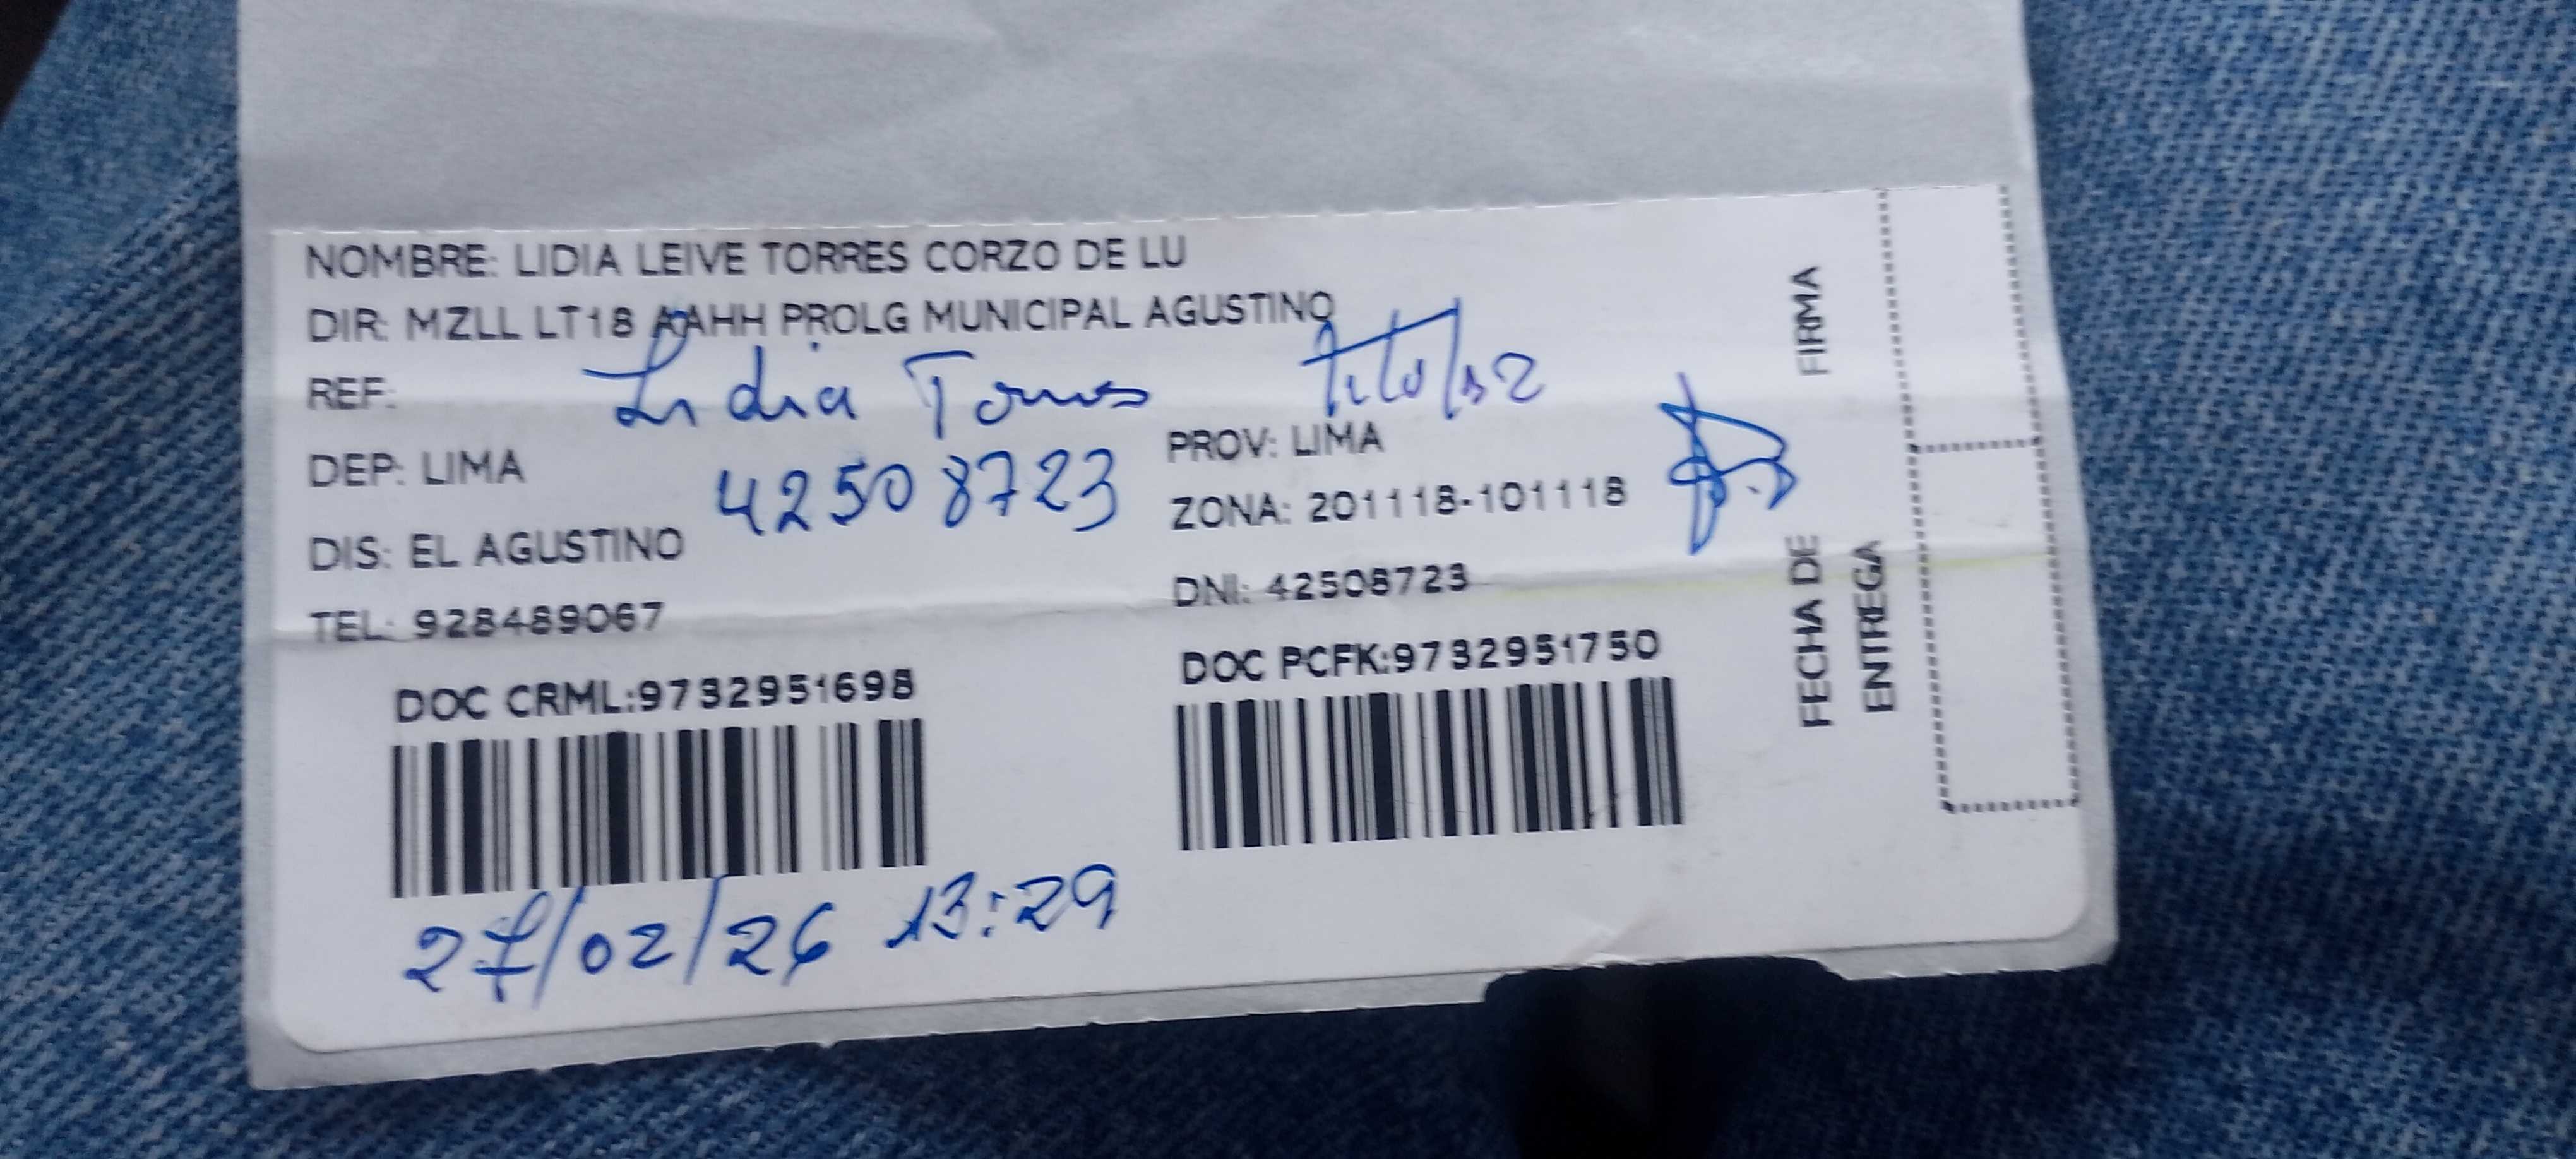 NOMBRE: LIDIA LEIVE TORRES CORZO DE LU
DIR: MZLL LT18 AAHH PROLG MUNICIPAL AGUSTINO
REF:
Lidia Torres
DEP: LIMA
42508723
PROV: LIMA
ZONA: 201118-101118
DIS: EL AGUSTINO
DNI: 42508723
TEL: 928489067
DOC CRML:9732951698
DOC PCFK:9732951750
FIRMA
FECHA DE
ENTREGA
27/02/26 13:29